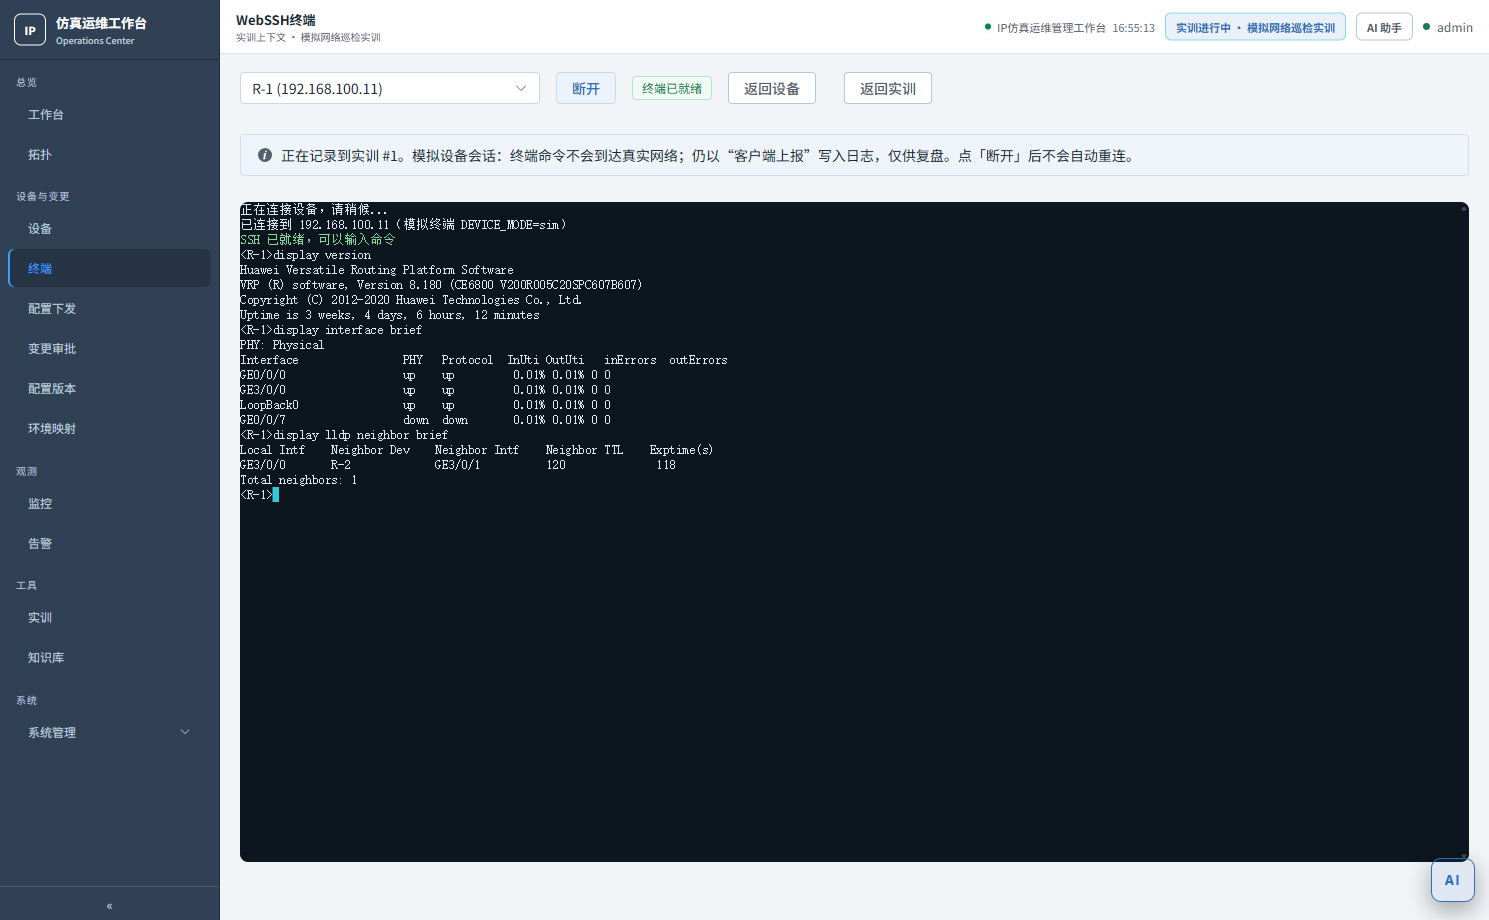 IP
仿真运维工作台
Operations Center
总览
工作台
拓扑
设备与变更
设备
终端
配置下发
变更审批
配置版本
环境映射
观测
监控
告警
工具
实训
知识库
系统
系统管理
«
WebSSH终端
实训上下文 · 模拟网络巡检实训
IP仿真运维管理工作台 16:55:13
实训进行中 · 模拟网络巡检实训
AI 助手
admin
R-1 (192.168.100.11)
断开
终端已就绪
返回设备
返回实训
正在记录到实训 #1。模拟设备会话：终端命令不会到达真实网络；仍以“客户端上报”写入日志，仅供复盘。点「断开」后不会自动重连。
正在连接设备，请稍候...
已连接到 192.168.100.11（模拟终端 DEVICE_MODE=sim）
SSH 已就绪，可以输入命令
<R-1>display version
Huawei Versatile Routing Platform Software
VRP (R) software, Version 8.180 (CE6800 V200R005C20SPC607B607)
Copyright (C) 2012-2020 Huawei Technologies Co., Ltd.
Uptime is 3 weeks, 4 days, 6 hours, 12 minutes
<R-1>display interface brief
PHY: Physical
Interface PHY Protocol InUti OutUti inErrors outErrors
GE0/0/0 up up 0.01% 0.01% 0 0
GE3/0/0 up up 0.01% 0.01% 0 0
LoopBack0 up up 0.01% 0.01% 0 0
GE0/0/7 down down 0.01% 0.01% 0 0
<R-1>display lldp neighbor brief
Local Intf Neighbor Dev Neighbor Intf Neighbor TTL Exptime(s)
GE3/0/0 R-2 GE3/0/1 120 118
Total neighbors: 1
<R-1>
AI